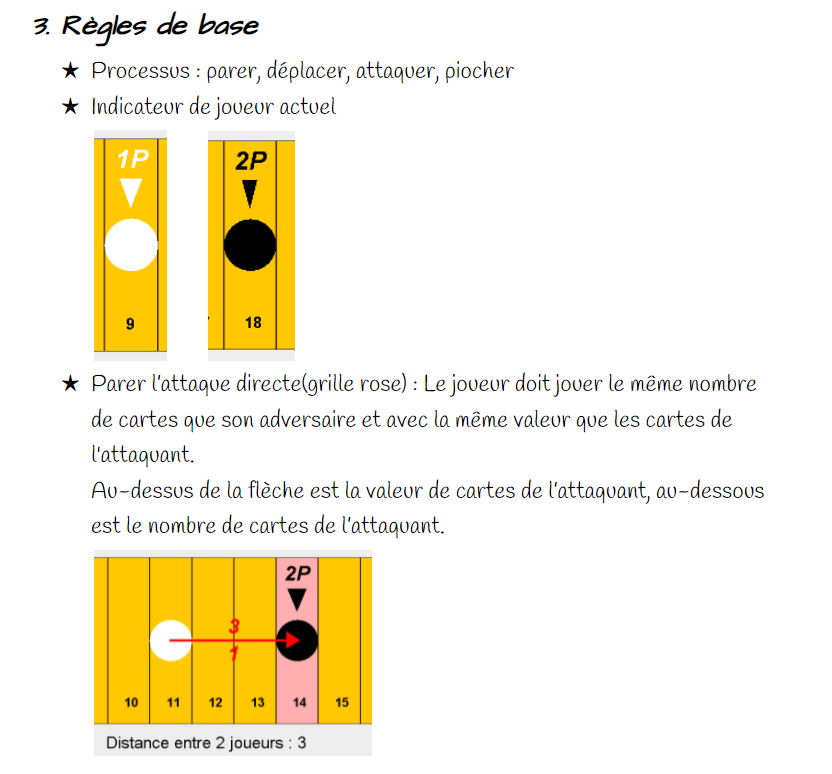 3. Règles de base
★ Processus : parer, déplacer, attaquer, piocher
★ Indicateur de joueur actuel
1P
2P
9
18
★ Parer l'attaque directe(grille rose) : Le joueur doit jouer le même nombre
de cartes que son adversaire et avec la même valeur que les cartes de
l'attaquant.
Au-dessus de la flèche est la valeur de cartes de l'attaquant, au-dessous
est le nombre de cartes de l'attaquant.
2P
3
1
10 11 12 13 14 15
Distance entre 2 joueurs : 3